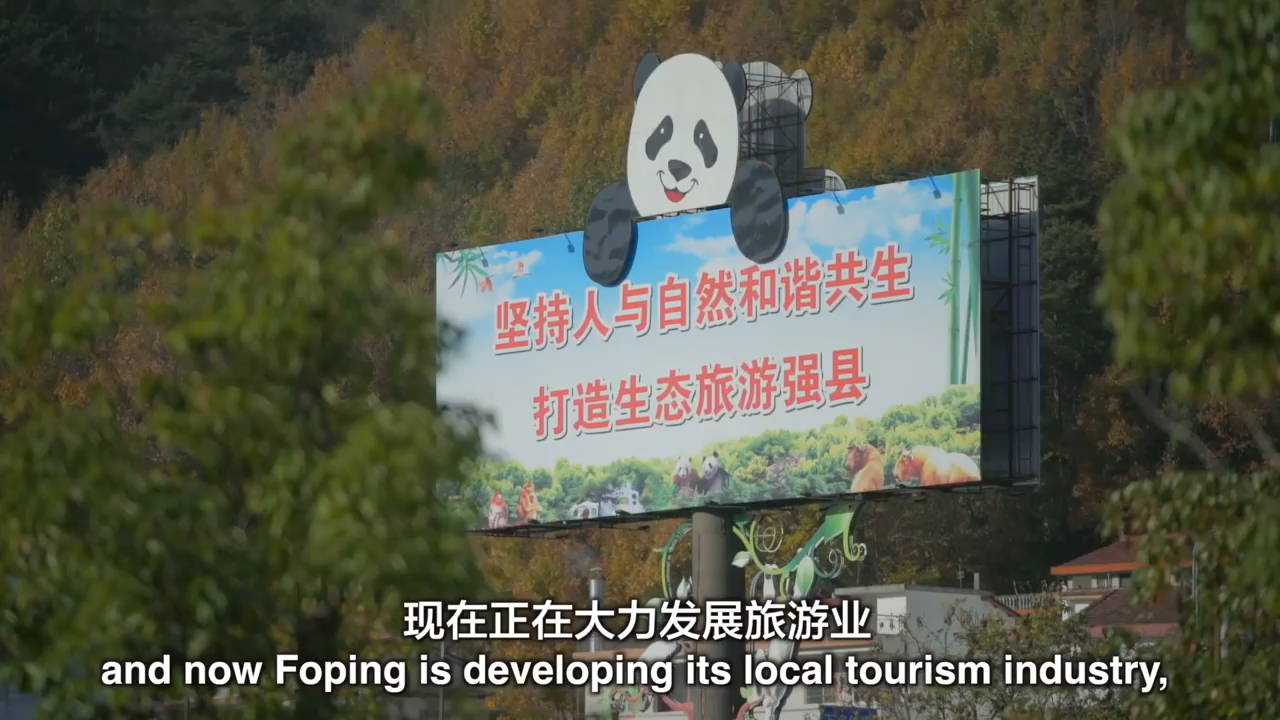 坚持人与自然和谐共生
打造生态旅游强县
现在正在大力发展旅游业
and now Foping is developing its local tourism industry,